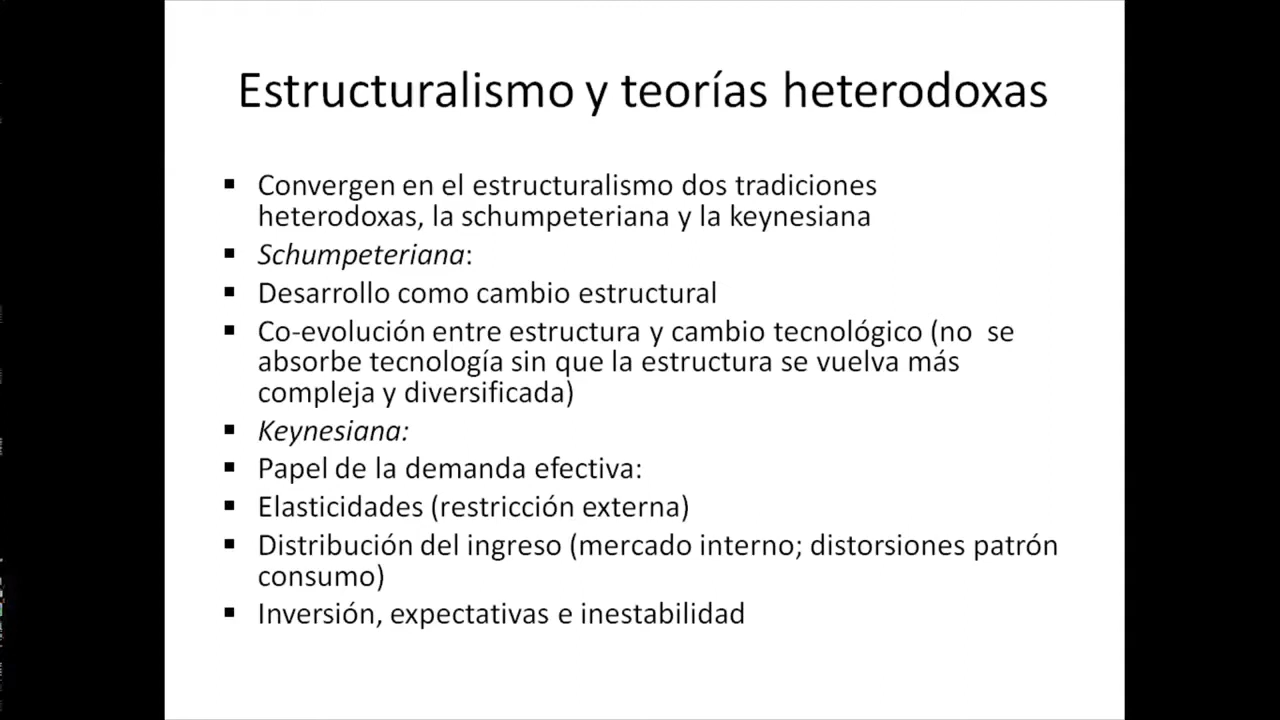 Estructuralismo y teorías heterodoxas
▪ Convergen en el estructuralismo dos tradiciones
heterodoxas, la schumpeteriana y la keynesiana
▪ Schumpeteriana:
▪ Desarrollo como cambio estructural
▪ Co-evolución entre estructura y cambio tecnológico (no se
absorbe tecnología sin que la estructura se vuelva más
compleja y diversificada)
▪ Keynesiana:
▪ Papel de la demanda efectiva:
▪ Elasticidades (restricción externa)
▪ Distribución del ingreso (mercado interno; distorsiones patrón
consumo)
▪ Inversión, expectativas e inestabilidad